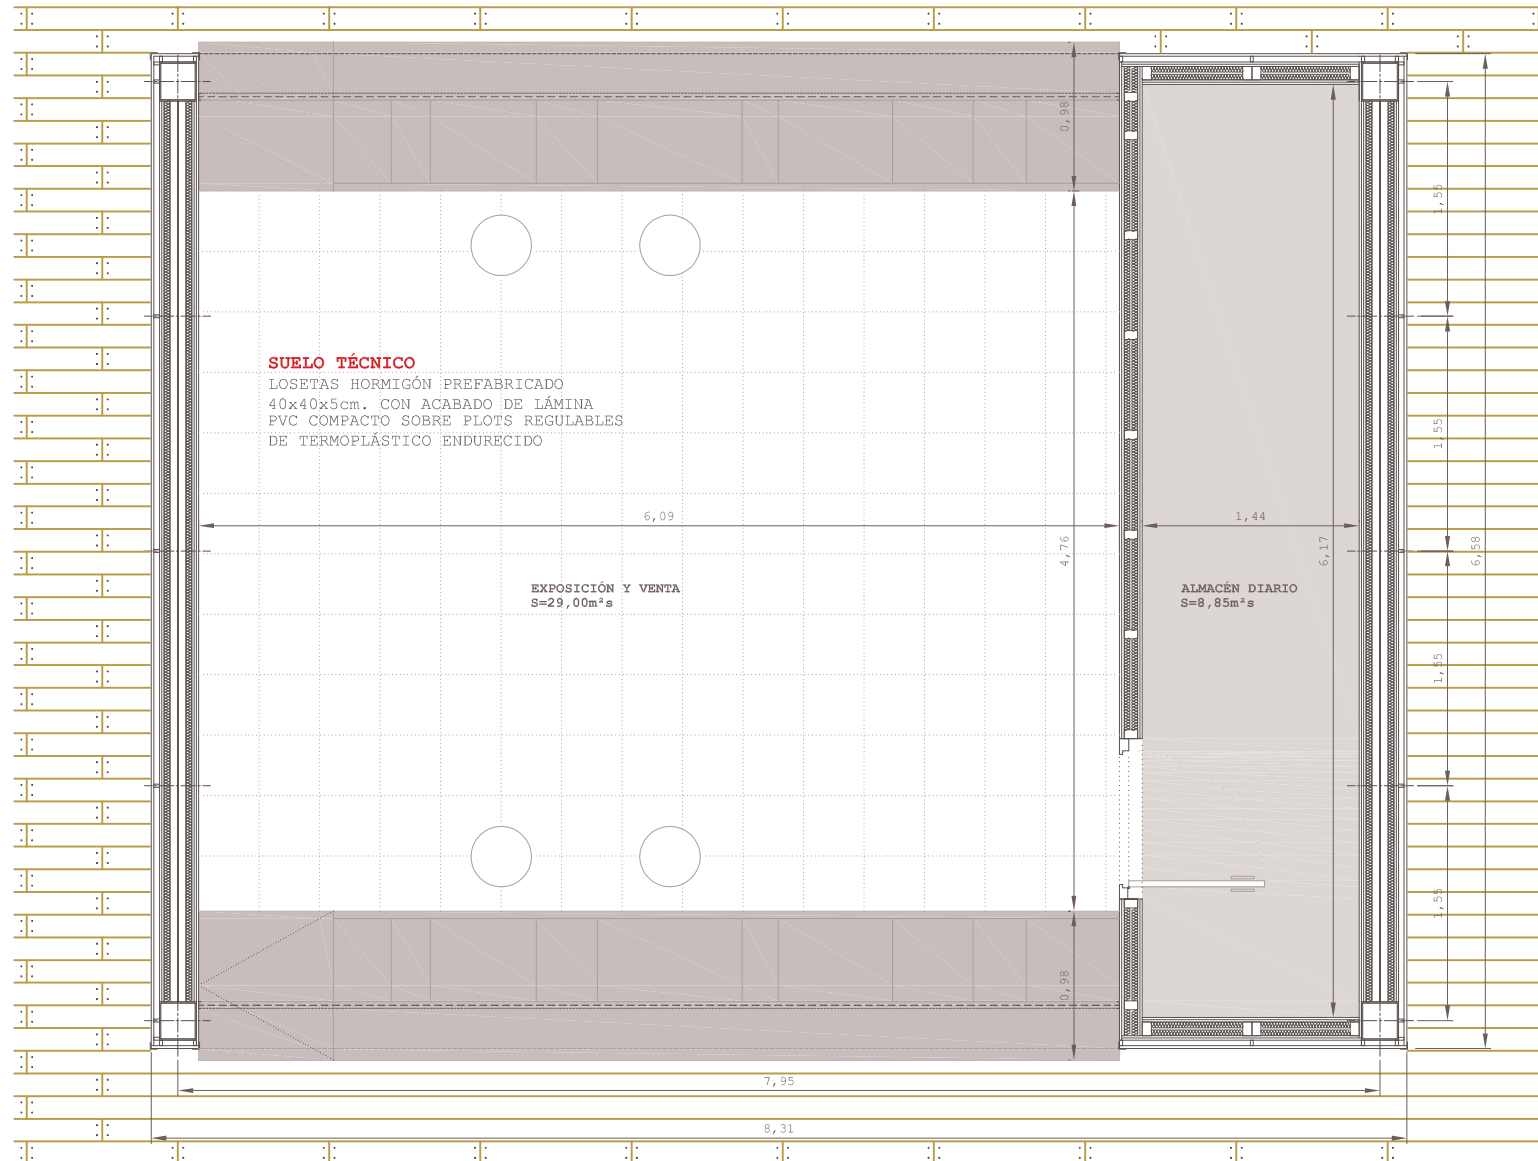 0,98
1,55
SUELO TÉCNICO
LOSETAS HORMIGÓN PREFABRICADO
40x40x5cm. CON ACABADO DE LÁMINA
PVC COMPACTO SOBRE PLOTS REGULABLES
DE TERMOPLÁSTICO ENDURECIDO
1,55
6,09
1,44
4,76
6,17
6,58
EXPOSICIÓN Y VENTA
S=29,00m²s
ALMACÉN DIARIO
S=8,85m²s
1,55
1,55
0,98
7,95
8,31